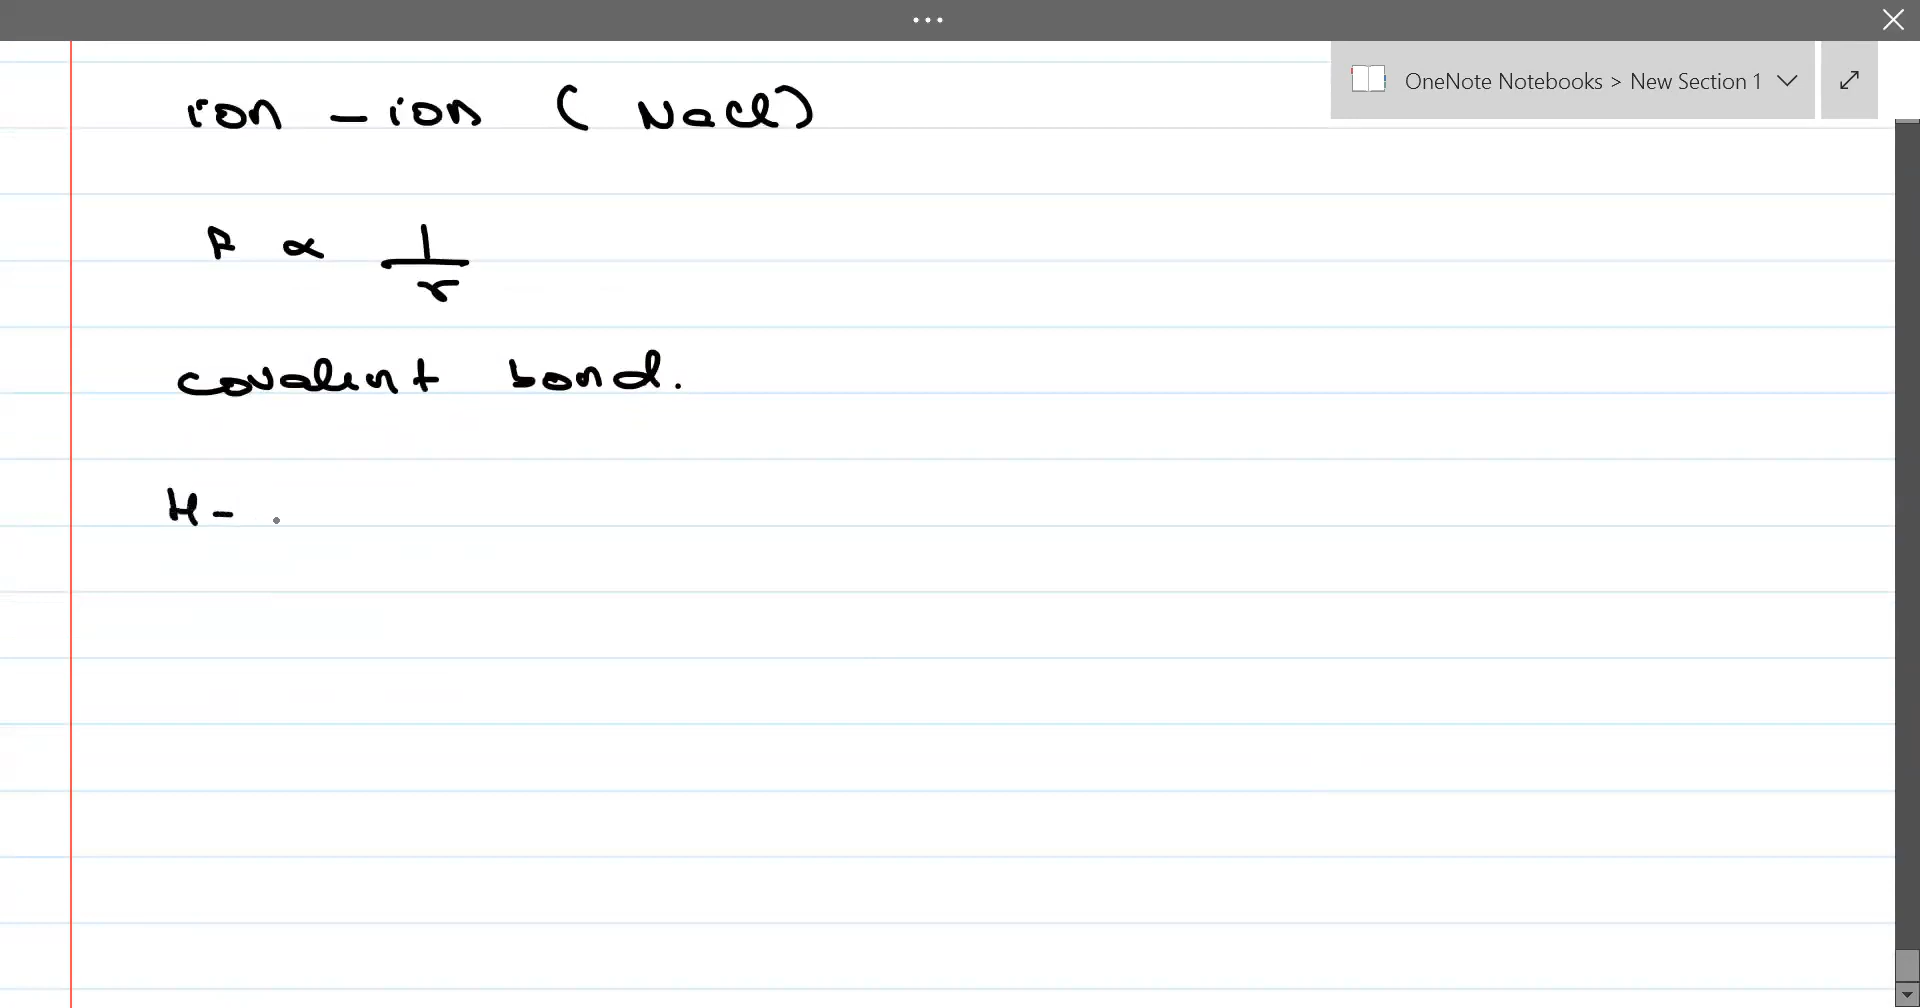 ...
OneNote Notebooks > New Section 1
ion - ion ( NaCl)
F ∝ 1/r
covalent bond.
H-